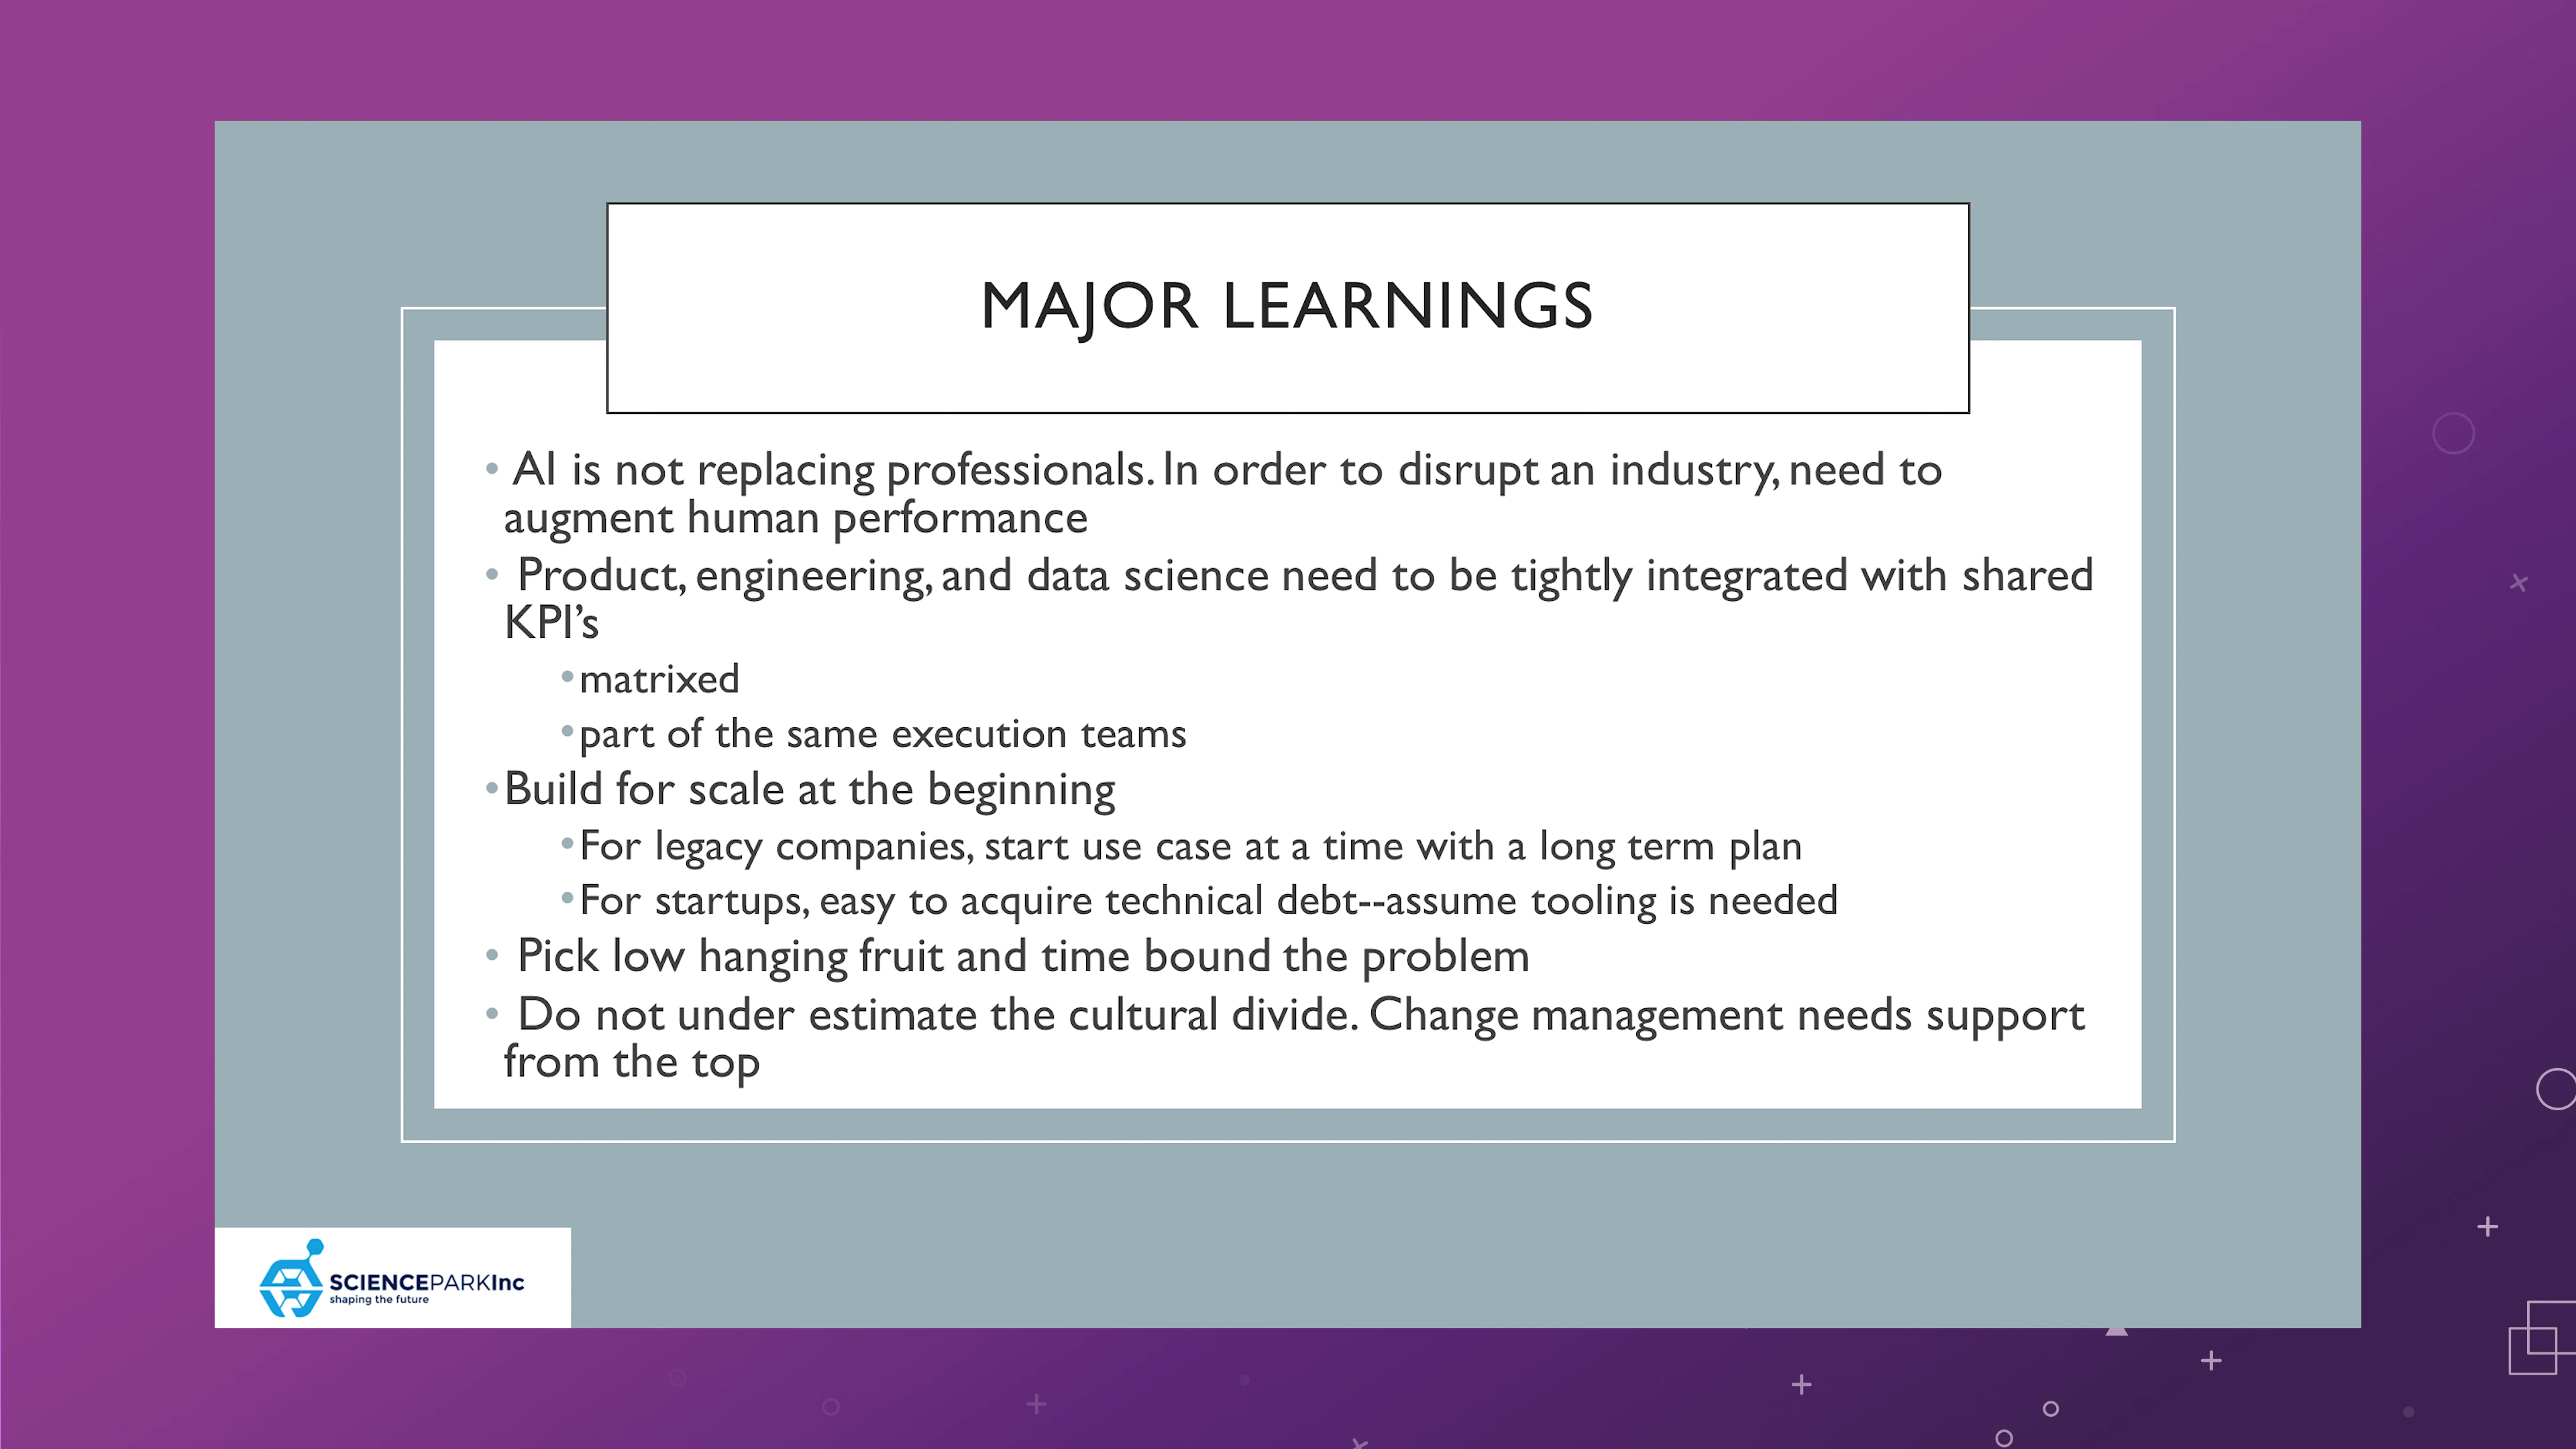 MAJOR LEARNINGS
• AI is not replacing professionals. In order to disrupt an industry, need to
augment human performance
• Product, engineering, and data science need to be tightly integrated with shared
KPI’s
•matrixed
•part of the same execution teams
•Build for scale at the beginning
•For legacy companies, start use case at a time with a long term plan
•For startups, easy to acquire technical debt--assume tooling is needed
• Pick low hanging fruit and time bound the problem
• Do not under estimate the cultural divide. Change management needs support
from the top
SCIENCEPARKInc
shaping the future